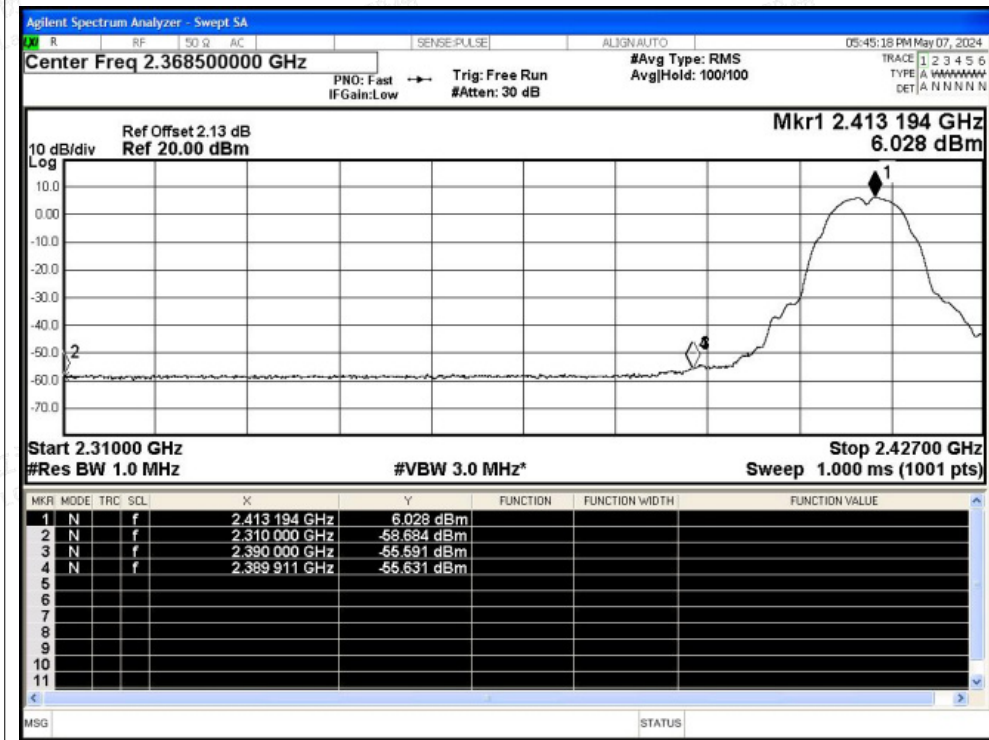 Agilent Spectrum Analyzer - Swept SA
LXI R RF 50 Ω AC SENSE:PULSE ALIGN AUTO 05:45:18 PM May 07, 2024
Center Freq 2.368500000 GHz #Avg Type: RMS TRACE 1 2 3 4 5 6
PNO: Fast Trig: Free Run Avg|Hold: 100/100 TYPE A WWWWW
IFGain:Low #Atten: 30 dB DET A N N N N N
Mkr1 2.413 194 GHz
Ref Offset 2.13 dB 6.028 dBm
10 dB/div Ref 20.00 dBm
Log
1
10.0
0.00
-10.0
-20.0
-30.0
-40.0
-50.0 2
-60.0
-70.0
Start 2.31000 GHz Stop 2.42700 GHz
#Res BW 1.0 MHz #VBW 3.0 MHz* Sweep 1.000 ms (1001 pts)
MKR MODE TRC SCL X Y FUNCTION FUNCTION WIDTH FUNCTION VALUE
1 N f 2.413 194 GHz 6.028 dBm
2 N f 2.310 000 GHz -58.684 dBm
3 N f 2.390 000 GHz -55.591 dBm
4 N f 2.389 911 GHz -55.631 dBm
5
6
7
8
9
10
11
MSG STATUS